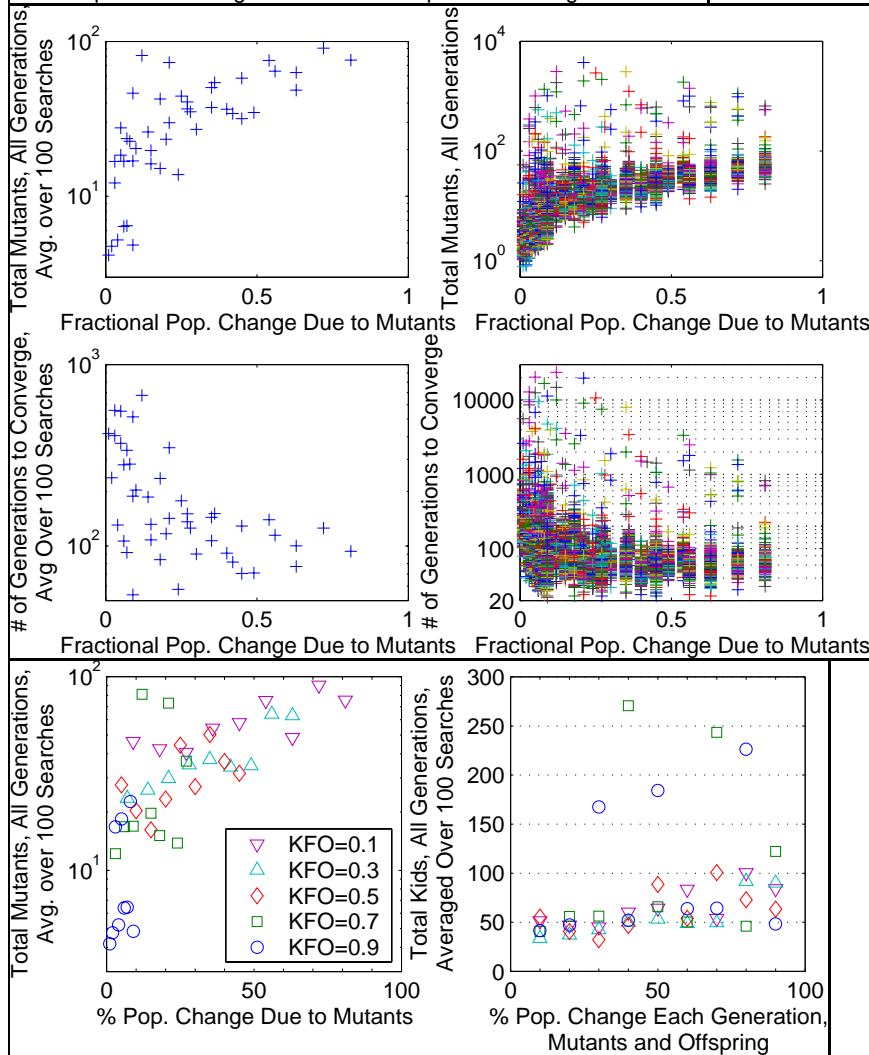 Total Mutants, All Generations,
Avg. over 100 Searches
10^2
10^1
0 0.5 1
Fractional Pop. Change Due to Mutants
Total Mutants, All Generations
10^4
10^2
10^0
0 0.5 1
Fractional Pop. Change Due to Mutants
# of Generations to Converge,
Avg Over 100 Searches
10^3
10^2
0 0.5 1
Fractional Pop. Change Due to Mutants
# of Generations to Converge
10000
1000
100
20
0 0.5 1
Fractional Pop. Change Due to Mutants
Total Mutants, All Generations,
Avg. over 100 Searches
10^2
10^1
KFO=0.1
KFO=0.3
KFO=0.5
KFO=0.7
KFO=0.9
0 50 100
% Pop. Change Due to Mutants
Total Kids, All Generations,
Averaged Over 100 Searches
300
250
200
150
100
50
0
0 50 100
% Pop. Change Each Generation,
Mutants and Offspring